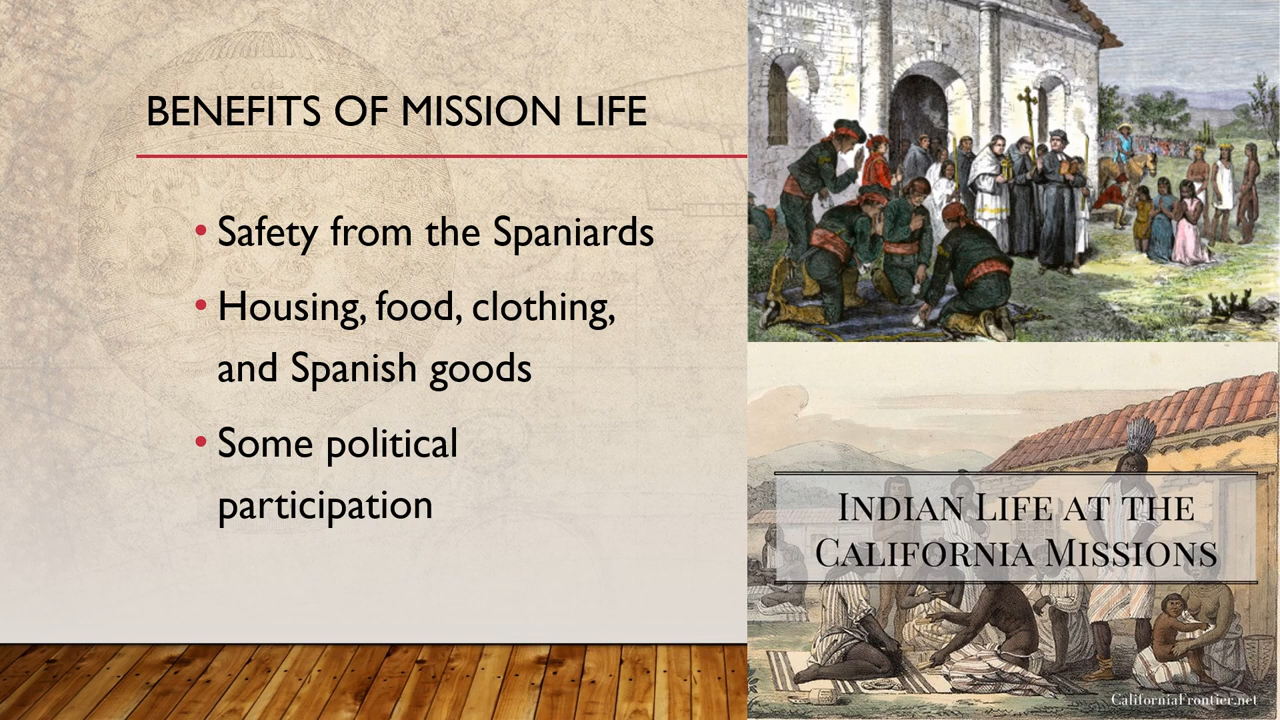 BENEFITS OF MISSION LIFE
• Safety from the Spaniards
• Housing, food, clothing,
and Spanish goods
• Some political
participation
INDIAN LIFE AT THE
CALIFORNIA MISSIONS
CaliforniaFrontier.net